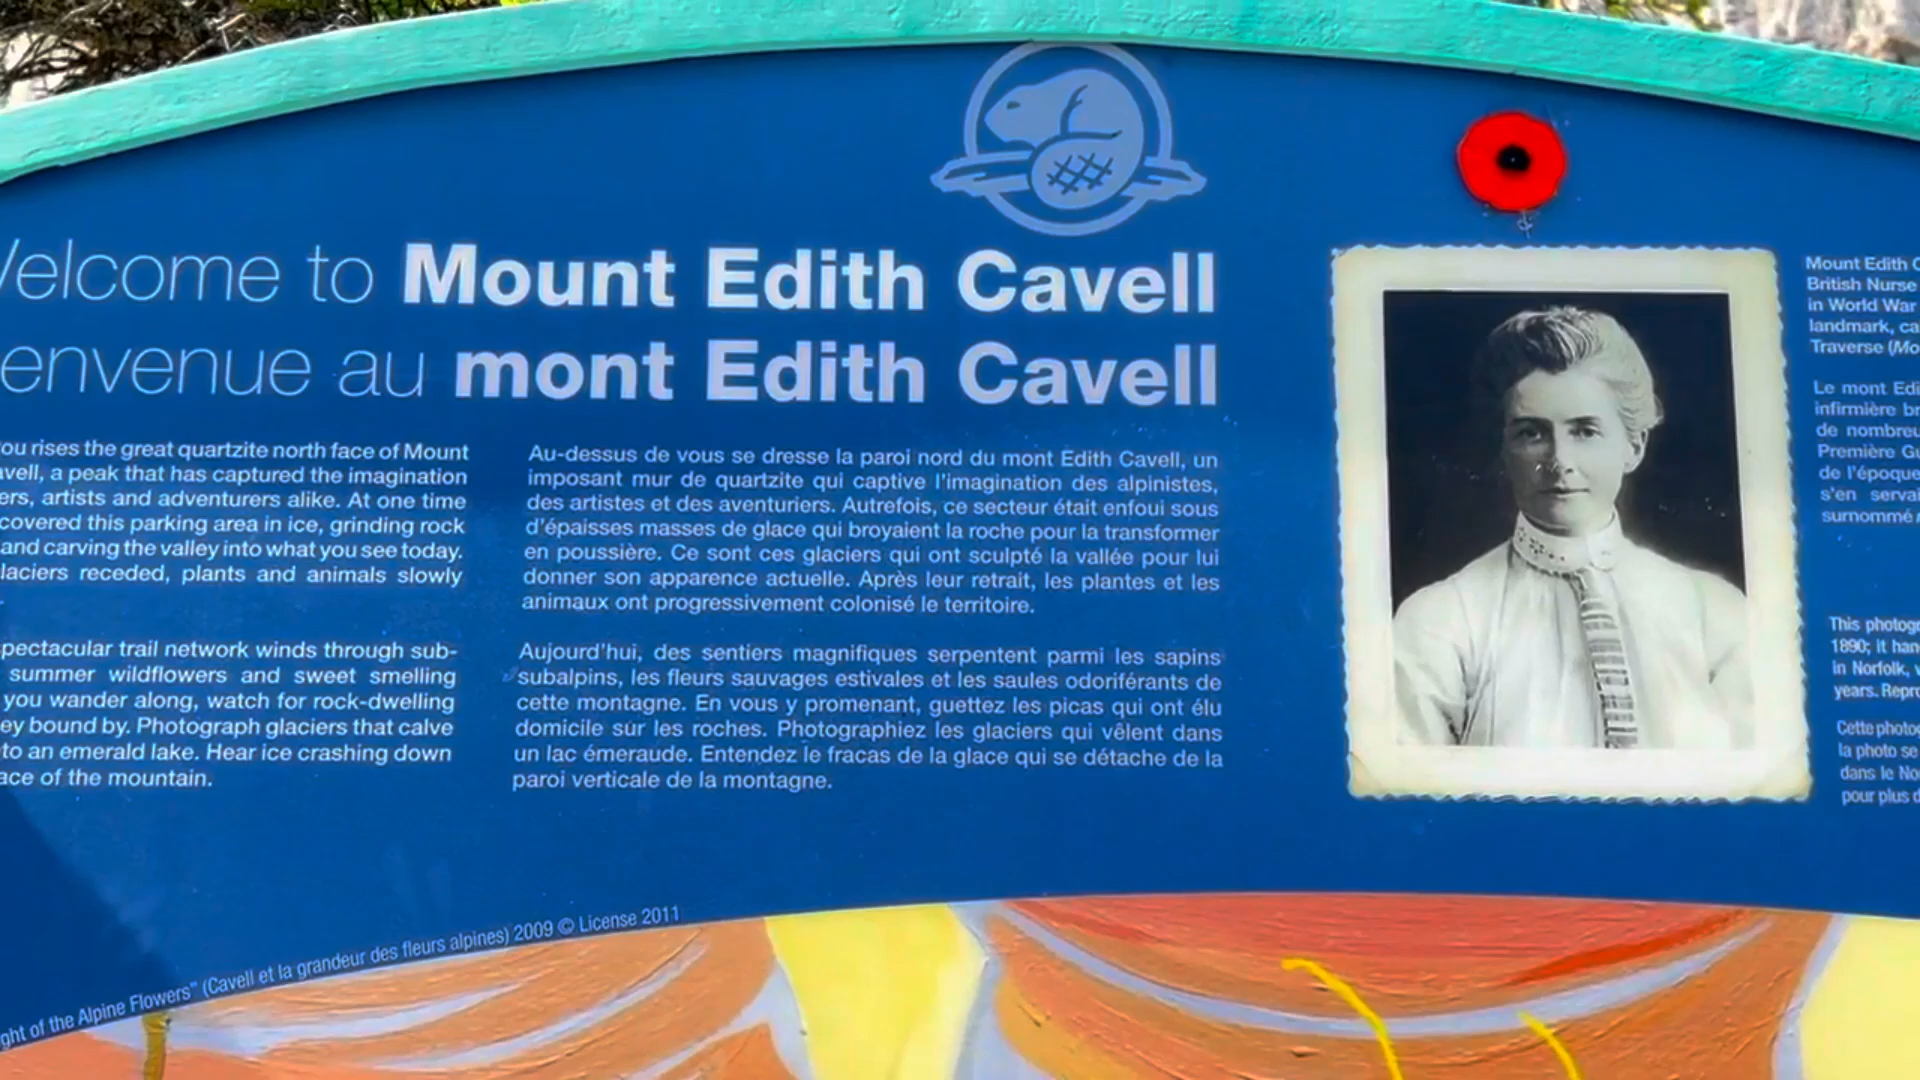 Welcome to Mount Edith Cavell
envenue au mont Edith Cavell
ou rises the great quartzite north face of Mount
avell, a peak that has captured the imagination
ers, artists and adventurers alike. At one time
covered this parking area in ice, grinding rock
and carving the valley into what you see today.
laciers receded, plants and animals slowly
pectacular trail network winds through sub-
summer wildflowers and sweet smelling
you wander along, watch for rock-dwelling
ey bound by. Photograph glaciers that calve
to an emerald lake. Hear ice crashing down
ace of the mountain.
Au-dessus de vous se dresse la paroi nord du mont Edith Cavell, un
imposant mur de quartzite qui captive l'imagination des alpinistes,
des artistes et des aventuriers. Autrefois, ce secteur était enfoui sous
d'épaisses masses de glace qui broyaient la roche pour la transformer
en poussière. Ce sont ces glaciers qui ont sculpté la vallée pour lui
donner son apparence actuelle. Après leur retrait, les plantes et les
animaux ont progressivement colonisé le territoire.
Aujourd'hui, des sentiers magnifiques serpentent parmi les sapins
subalpins, les fleurs sauvages estivales et les saules odoriférants de
cette montagne. En vous y promenant, guettez les picas qui ont élu
domicile sur les roches. Photographiez les glaciers qui vêlent dans
un lac émeraude. Entendez le fracas de la glace qui se détache de la
paroi verticale de la montagne.
Mount Edith C
British Nurse
in World War
landmark, ca
Traverse (Mo
Le mont Edi
infirmière br
de nombreu
Première Gu
de l'époque
s'en servai
surnommé
This photogr
1890; it han
in Norfolk, w
years. Repro
Cette photog
la photo se
dans le No
pour plus d
ght of the Alpine Flowers" (Cavell et la grandeur des fleurs alpines) 2009 © License 2011